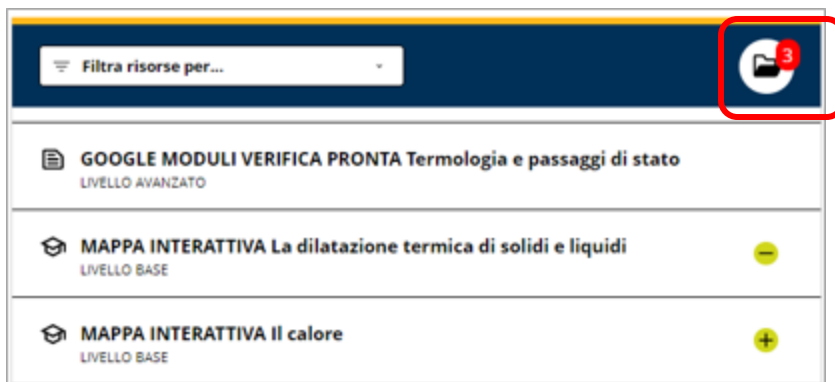 Filtra risorse per...
3
GOOGLE MODULI VERIFICA PRONTA Termologia e passaggi di stato
LIVELLO AVANZATO
MAPPA INTERATTIVA La dilatazione termica di solidi e liquidi
LIVELLO BASE
MAPPA INTERATTIVA Il calore
LIVELLO BASE